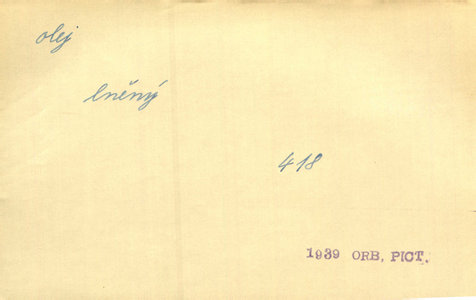 olej
lněný
418
1939 ORB, PICT.